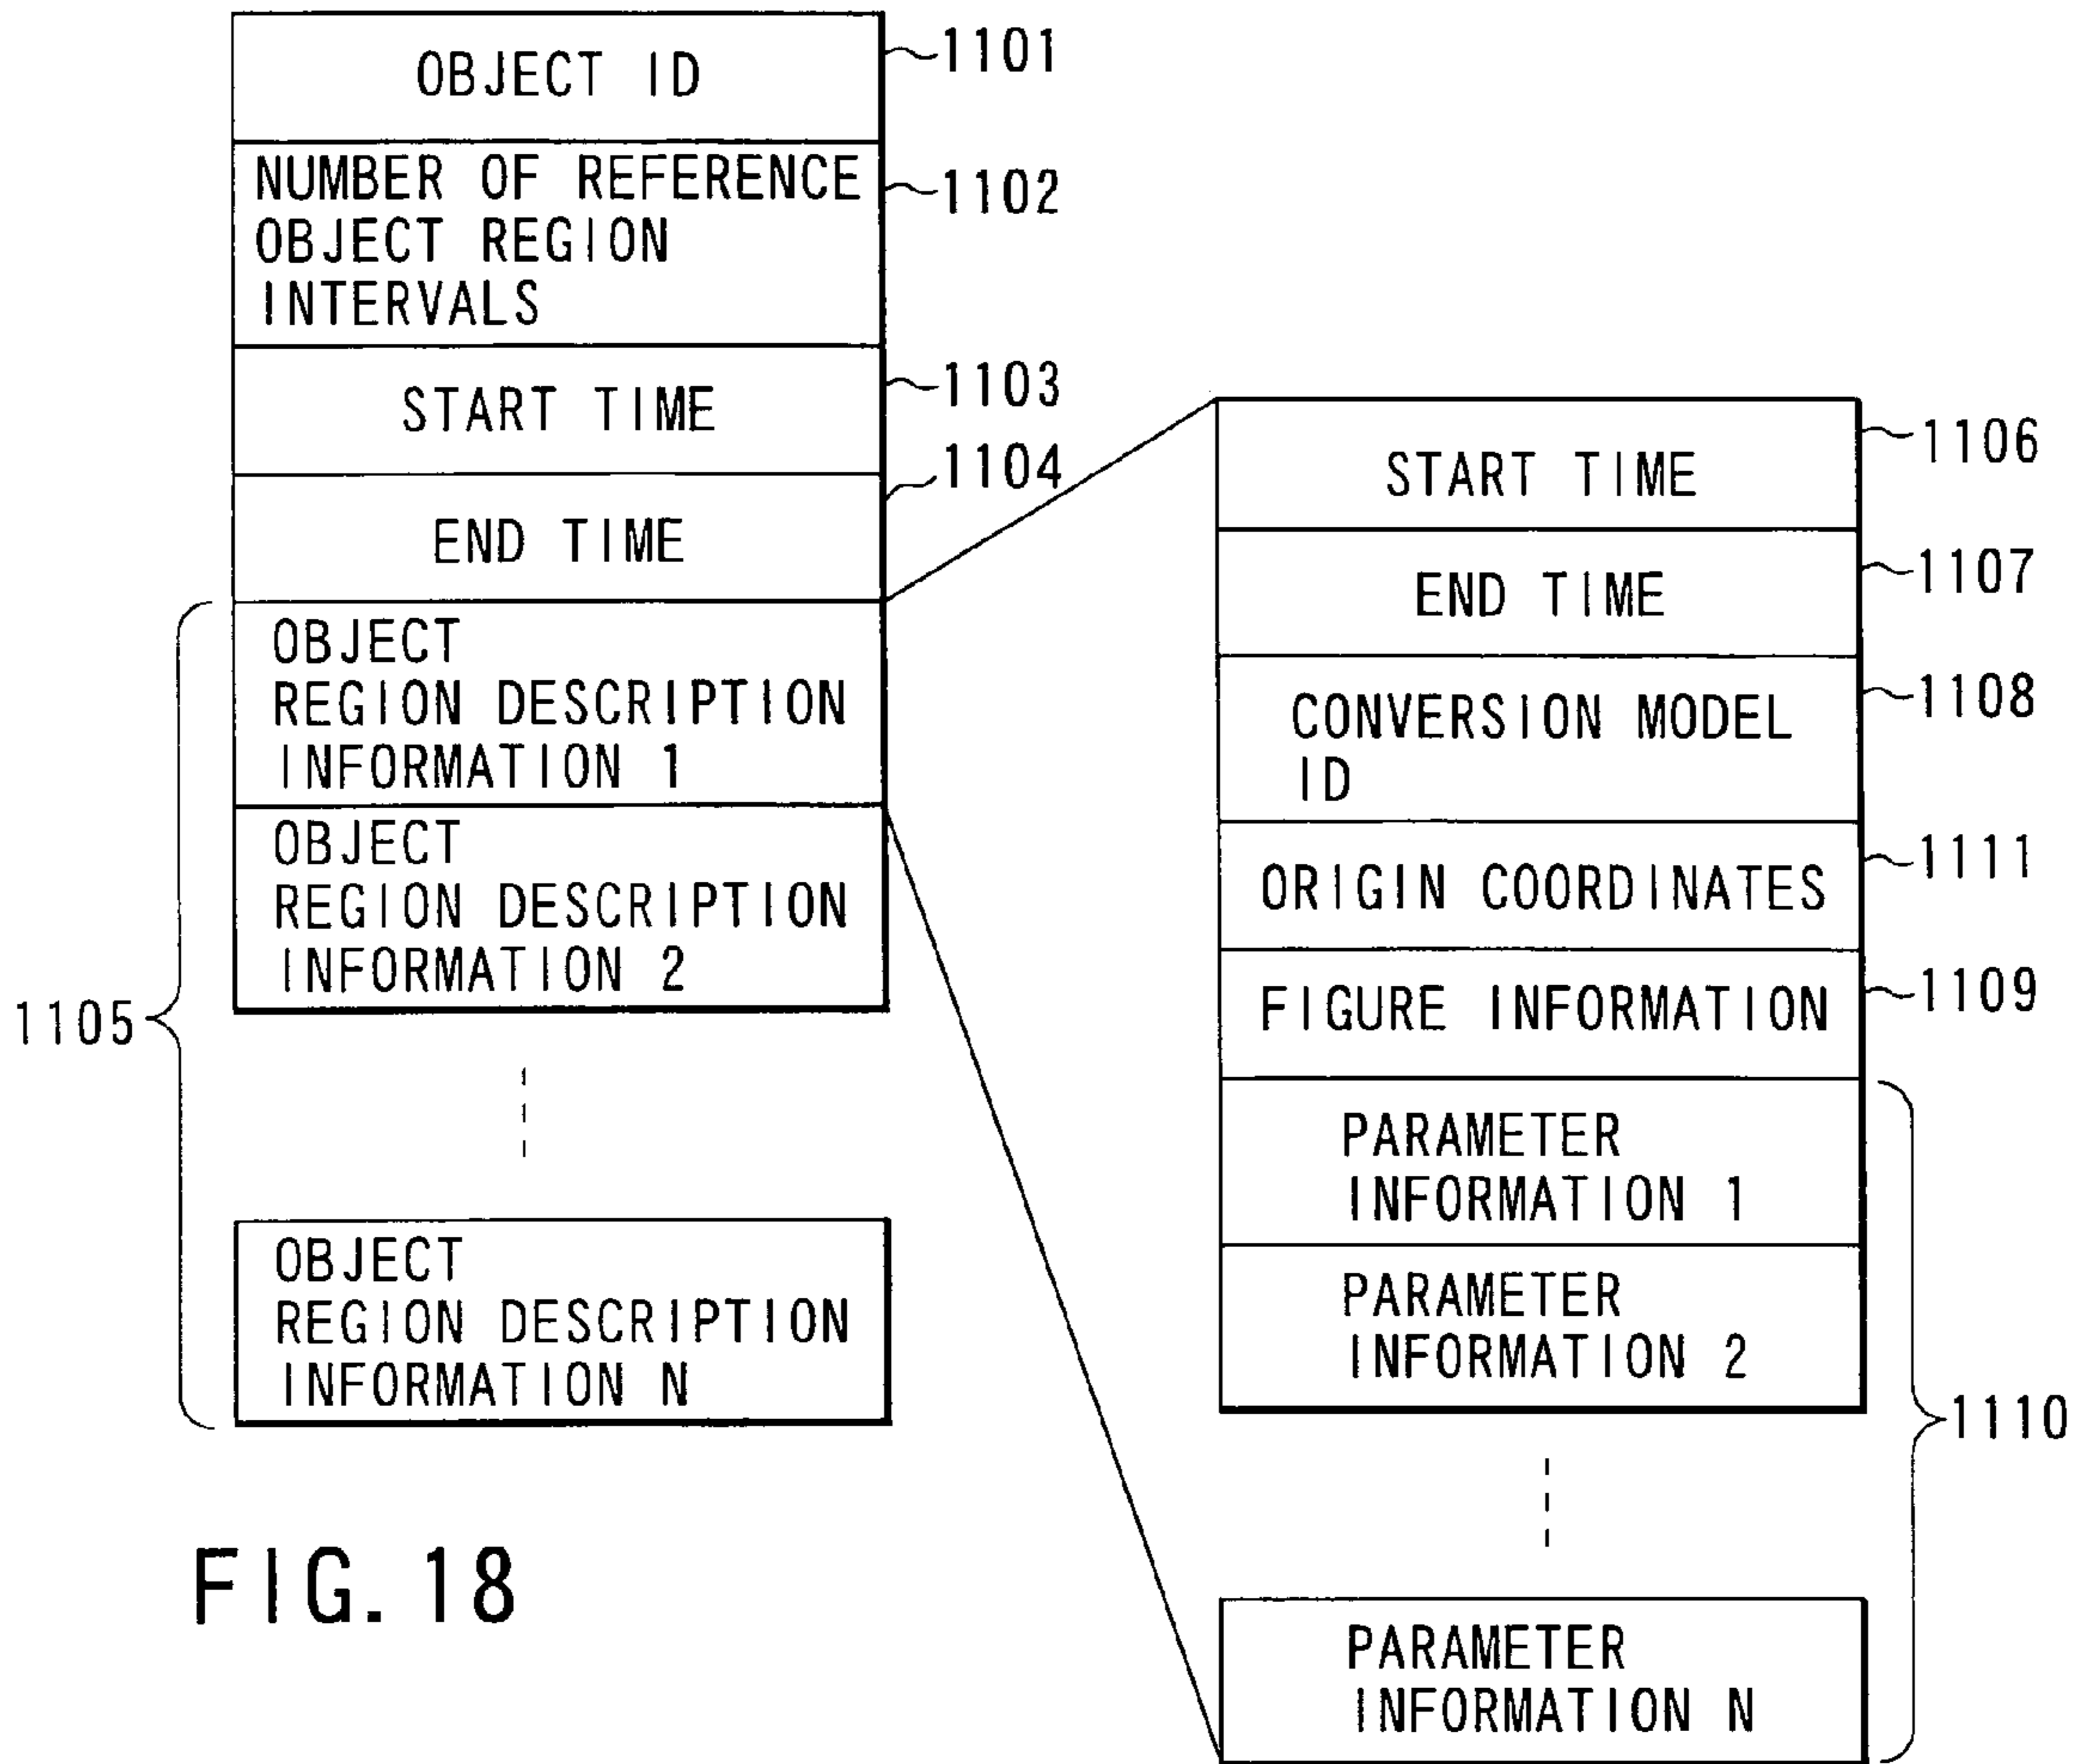 OBJECT ID
1101
NUMBER OF REFERENCE
OBJECT REGION
INTERVALS
1102
START TIME
1103
END TIME
1104
OBJECT
REGION DESCRIPTION
INFORMATION 1
OBJECT
REGION DESCRIPTION
INFORMATION 2
1105
OBJECT
REGION DESCRIPTION
INFORMATION N
START TIME
1106
END TIME
1107
CONVERSION MODEL
ID
1108
ORIGIN COORDINATES
1111
FIGURE INFORMATION
1109
PARAMETER
INFORMATION 1
PARAMETER
INFORMATION 2
1110
PARAMETER
INFORMATION N
FIG. 18